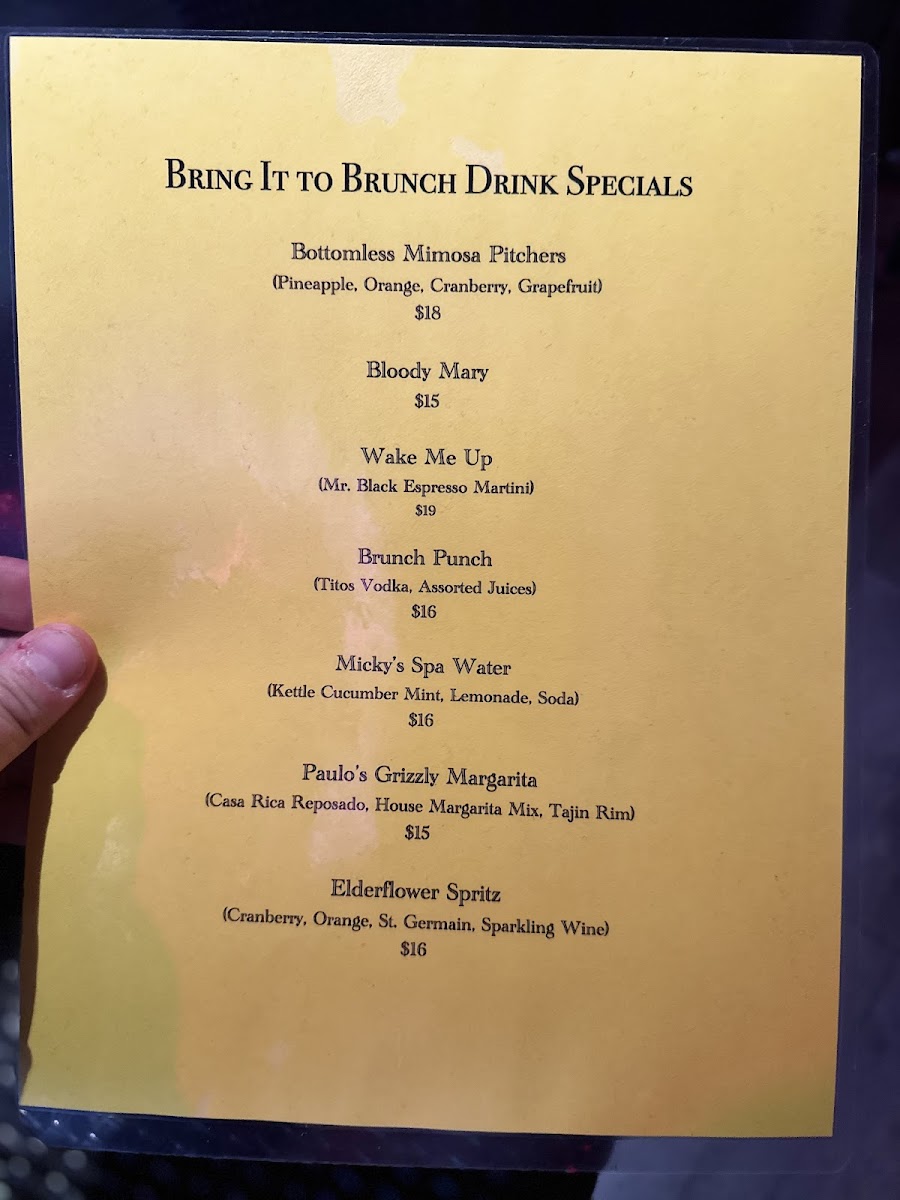 Bring It to Brunch Drink Specials
Bottomless Mimosa Pitchers
(Pineapple, Orange, Cranberry, Grapefruit)
$18
Bloody Mary
$15
Wake Me Up
(Mr. Black Espresso Martini)
$19
Brunch Punch
(Titos Vodka, Assorted Juices)
$16
Micky's Spa Water
(Kettle Cucumber Mint, Lemonade, Soda)
$16
Paulo's Grizzly Margarita
(Casa Rica Reposado, House Margarita Mix, Tajin Rim)
$15
Elderflower Spritz
(Cranberry, Orange, St. Germain, Sparkling Wine)
$16